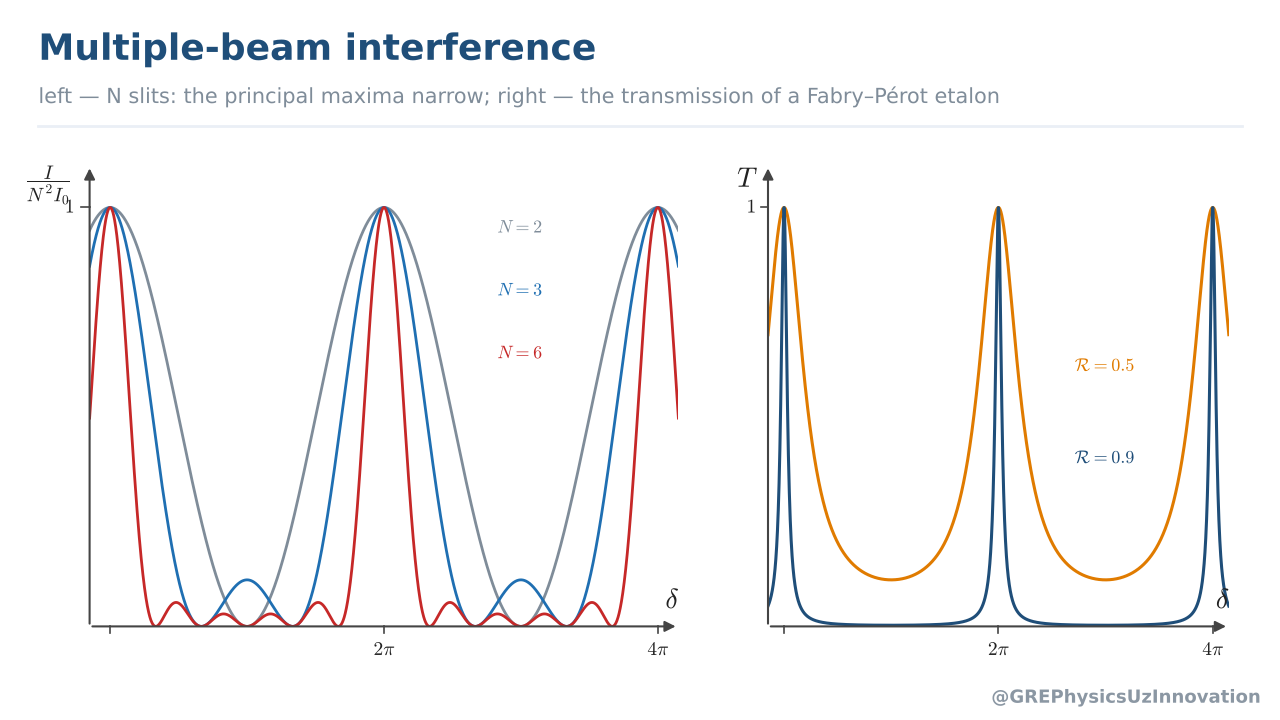 Multiple-beam interference
left — N slits: the principal maxima narrow; right — the transmission of a Fabry–Pérot etalon
I
N²I₀
1
N = 2
N = 3
N = 6
δ
2π
4π
T
1
ℛ = 0.5
ℛ = 0.9
δ
2π
4π
@GREPhysicsUzInnovation